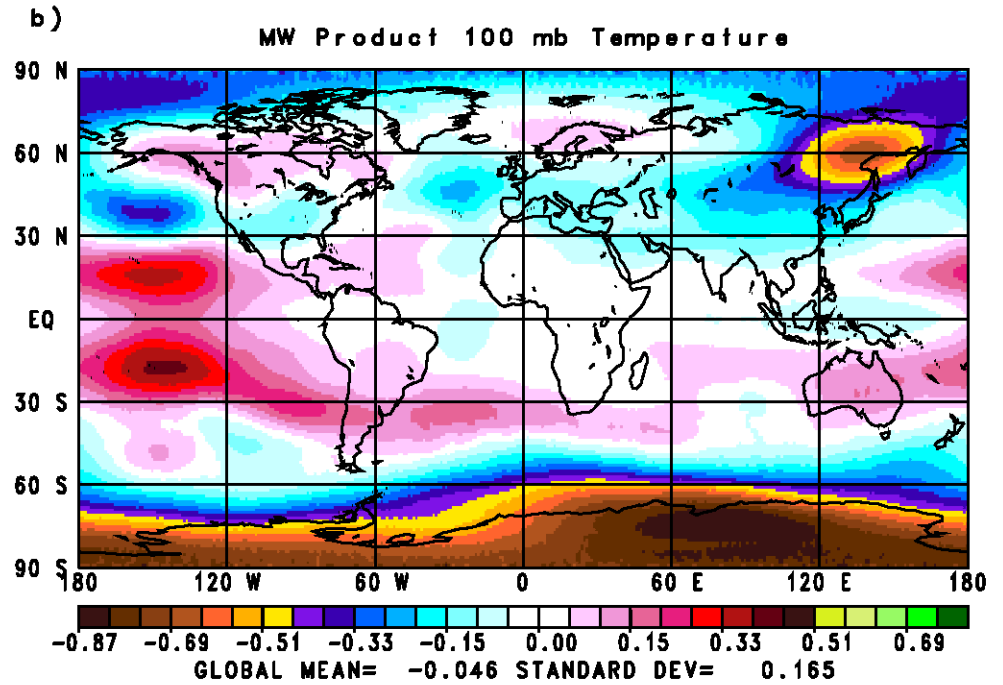 b)
MW Product 100 mb Temperature
90 N
60 N
30 N
EQ
30 S
60 S
90 S
180 120 W 60 W 0 60 E 120 E 180
-0.87 -0.69 -0.51 -0.33 -0.15 0.00 0.15 0.33 0.51 0.69
GLOBAL MEAN= -0.046 STANDARD DEV= 0.165